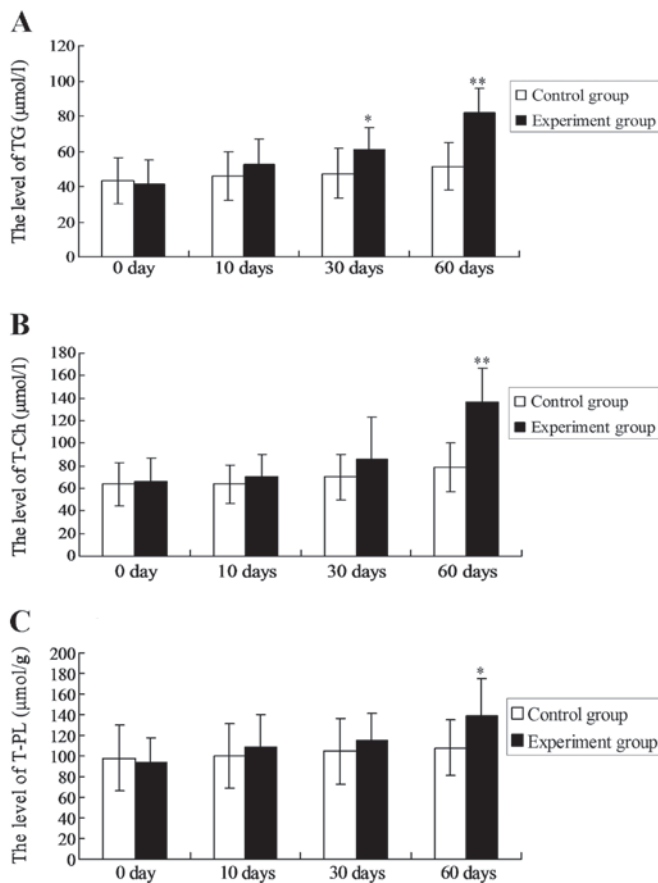 A
The level of TG (μmol/l)
120
100
80
60
40
20
0
*
**
0 day
10 days
30 days
60 days
Control group
Experiment group
B
The level of T-Ch (μmol/l)
180
160
140
120
100
80
60
40
20
0
**
0 day
10 days
30 days
60 days
Control group
Experiment group
C
The level of T-PL (μmol/g)
200
180
160
140
120
100
80
60
40
20
0
*
0 day
10 days
30 days
60 days
Control group
Experiment group